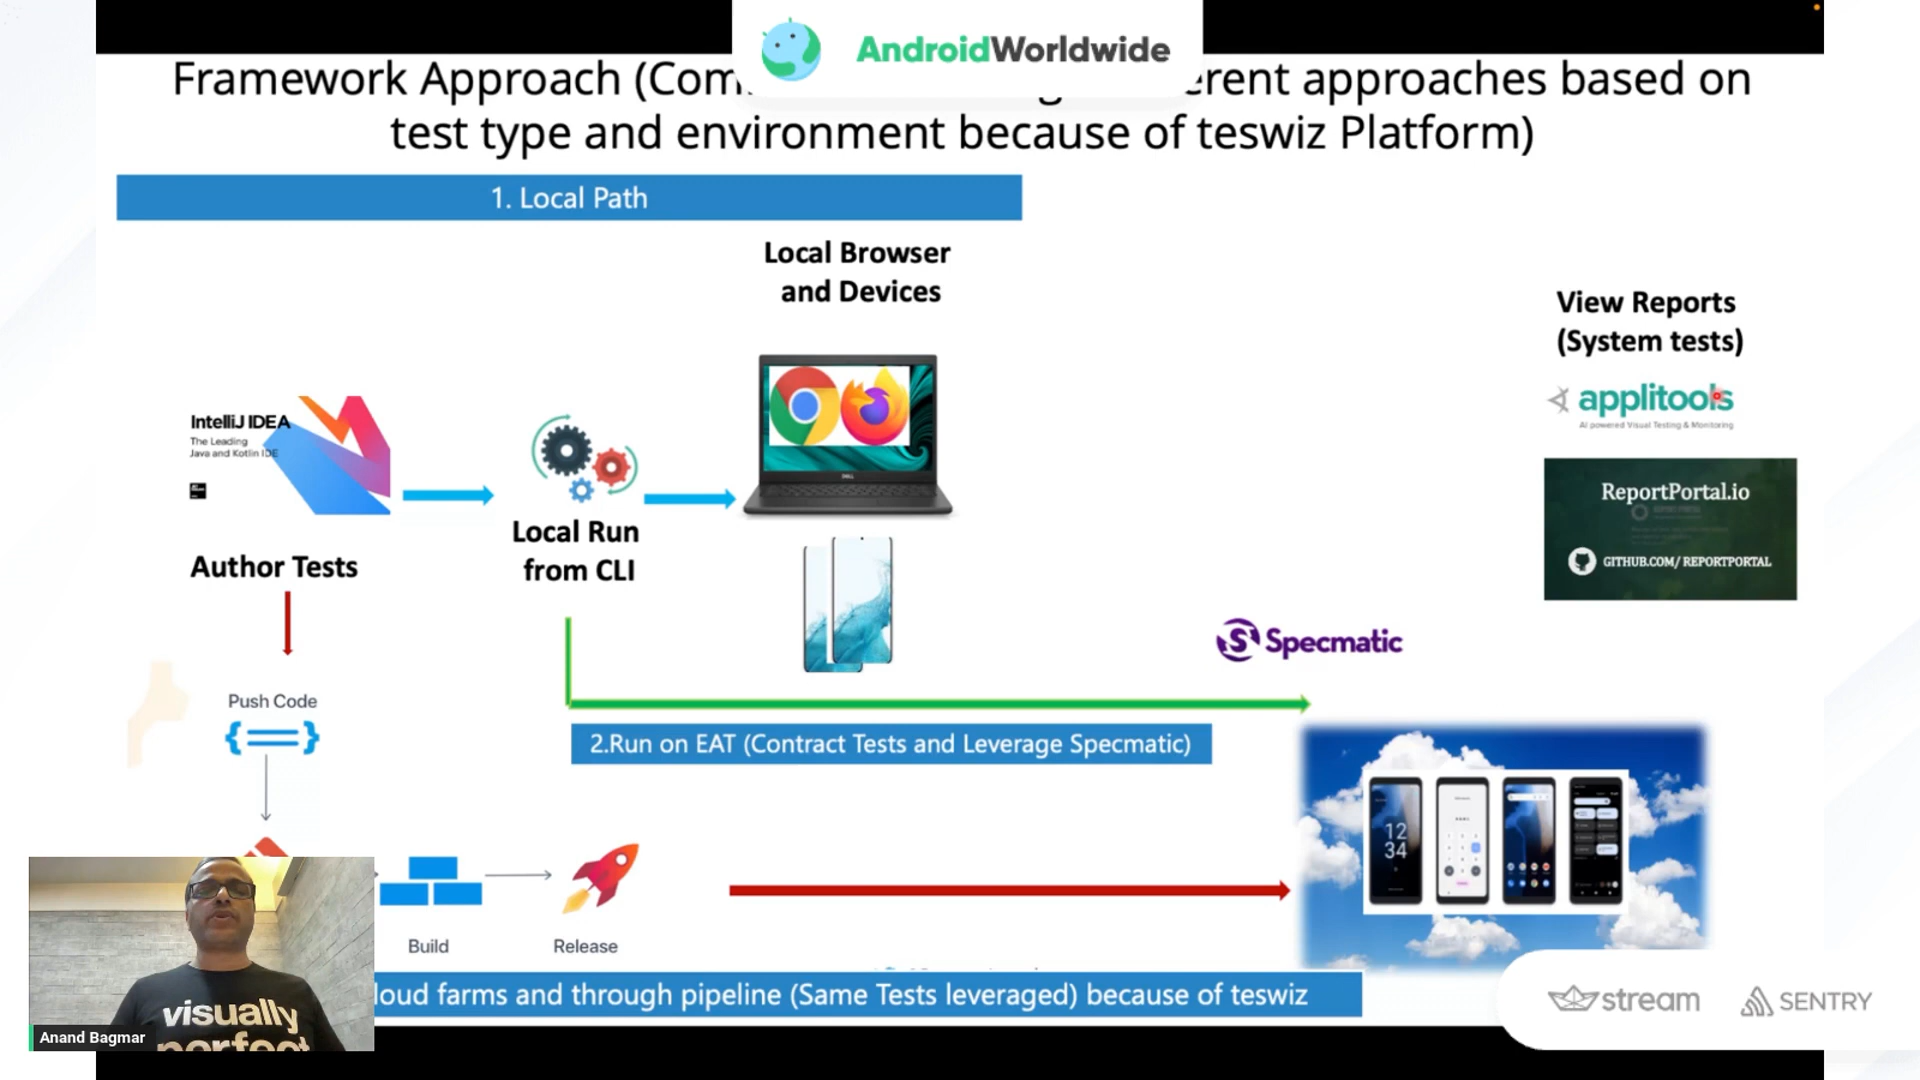 AndroidWorldwide
Framework Approach (Com erent approaches based on
test type and environment because of teswiz Platform)
1. Local Path
Local Browser
and Devices
View Reports
(System tests)
applitools
AI powered Visual Testing & Monitoring
IntelliJ IDEA
The Leading
Java and Kotlin IDE
DELL
ReportPortal.io
GITHUB.COM/ REPORTPORTAL
Local Run
from CLI
Author Tests
Specmatic
Push Code
2.Run on EAT (Contract Tests and Leverage Specmatic)
12
34
Build
Release
loud farms and through pipeline (Same Tests leveraged) because of teswiz
visually
perfect
Anand Bagmar
stream
SENTRY